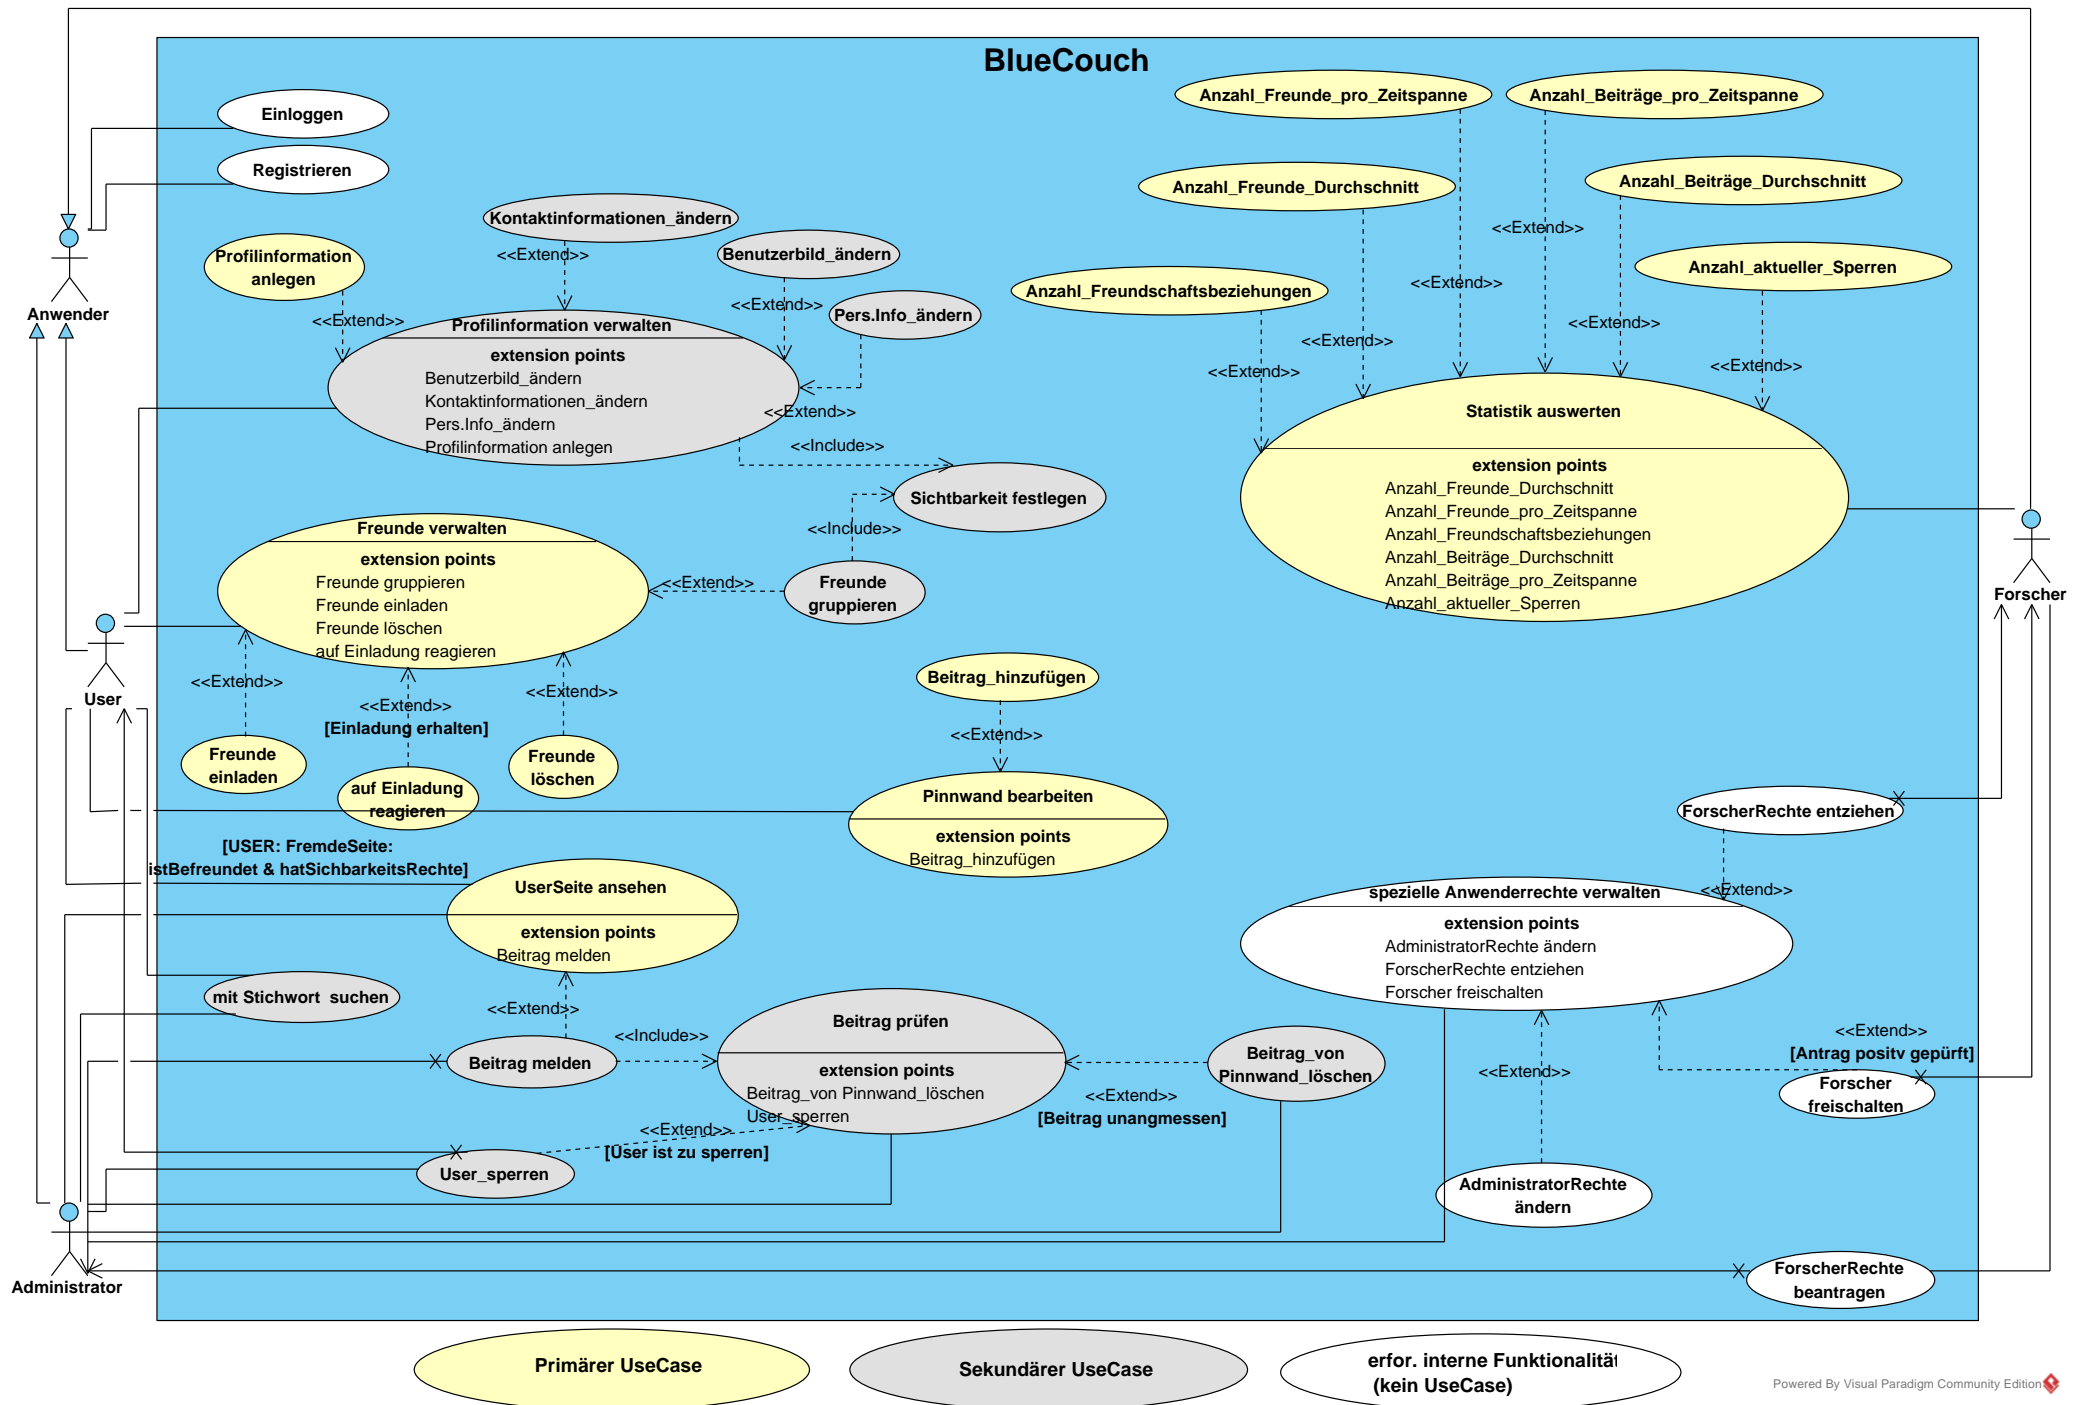 BlueCouch
Anzahl_Freunde_pro_Zeitspanne
Anzahl_Beiträge_pro_Zeitspanne
Einloggen
Registrieren
Anzahl_Freunde_Durchschnitt
Anzahl_Beiträge_Durchschnitt
Kontaktinformationen_ändern
<<Extend>>
<<Extend>>
Profilinformation
anlegen
Benutzerbild_ändern
Anzahl_aktueller_Sperren
<<Extend>>
<<Extend>>
Anzahl_Freundschaftsbeziehungen
<<Extend>>
Pers.Info_ändern
Anwender
<<Extend>>
<<Extend>>
<<Extend>>
<<Extend>>
<<Extend>>
Profilinformation verwalten
extension points
Benutzerbild_ändern
Kontaktinformationen_ändern
Pers.Info_ändern
Profilinformation anlegen
<<Extend>>
<<Include>>
Statistik auswerten
extension points
Anzahl_Freunde_Durchschnitt
Anzahl_Freunde_pro_Zeitspanne
Anzahl_Freundschaftsbeziehungen
Anzahl_Beiträge_Durchschnitt
Anzahl_Beiträge_pro_Zeitspanne
Anzahl_aktueller_Sperren
Sichtbarkeit festlegen
<<Include>>
Freunde verwalten
extension points
Freunde gruppieren
Freunde einladen
Freunde löschen
auf Einladung reagieren
<<Extend>>
Freunde
gruppieren
Forscher
User
<<Extend>>
<<Extend>>
[Einladung erhalten]
<<Extend>>
Beitrag_hinzufügen
<<Extend>>
Freunde
einladen
auf Einladung
reagieren
Freunde
löschen
Pinnwand bearbeiten
extension points
Beitrag_hinzufügen
ForscherRechte entziehen
[USER: FremdeSeite:
istBefreundet & hatSichbarkeitsRechte]
UserSeite ansehen
extension points
Beitrag melden
<<Extend>>
spezielle Anwenderrechte verwalten
extension points
AdministratorRechte ändern
ForscherRechte entziehen
Forscher freischalten
mit Stichwort  suchen
<<Extend>>
<<Include>>
Beitrag melden
Beitrag prüfen
extension points
Beitrag_von Pinnwand_löschen
User_sperren
Beitrag_von
Pinnwand_löschen
<<Extend>>
[Beitrag unangmessen]
<<Extend>>
[Antrag positv gepürft]
<<Extend>>
Forscher
freischalten
<<Extend>>
[User ist zu sperren]
User_sperren
AdministratorRechte
ändern
Administrator
ForscherRechte
beantragen
Primärer UseCase
Sekundärer UseCase
erfor. interne Funktionalität
(kein UseCase)
Powered By Visual Paradigm Community Edition